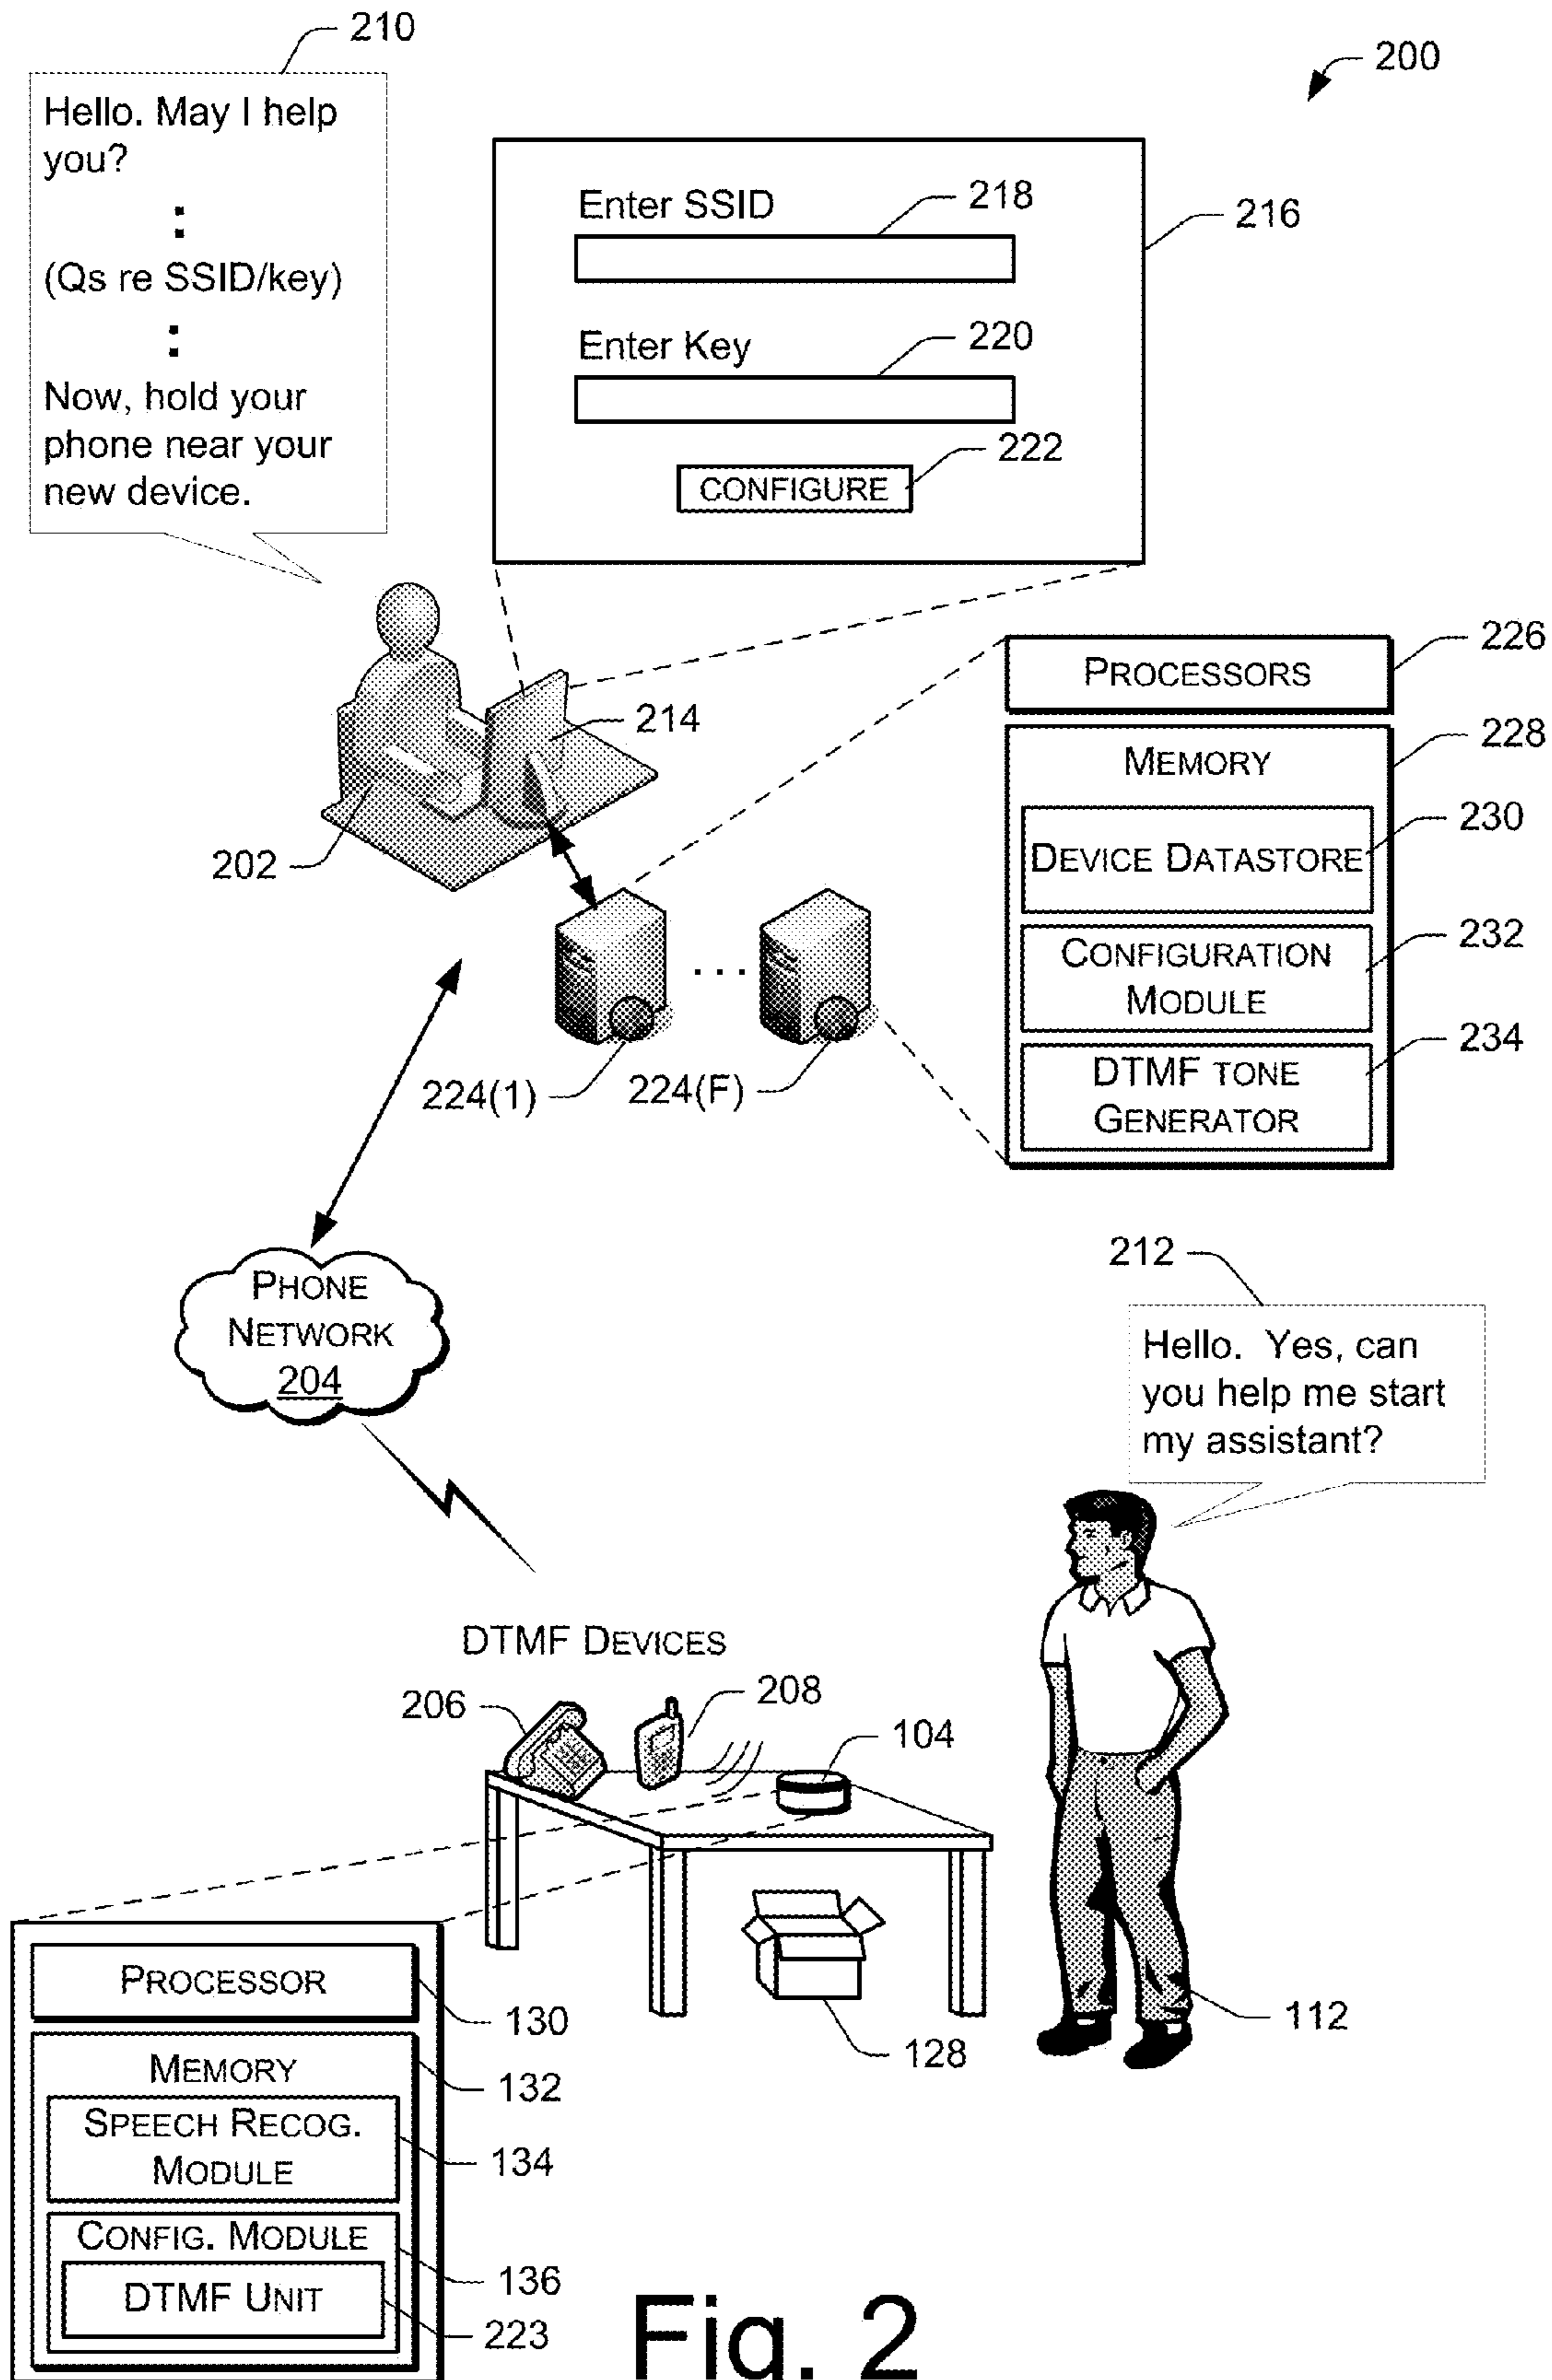 210
200
Hello. May I help
you?
:
(Qs re SSID/key)
:
Now, hold your
phone near your
new device.
Enter SSID
218
216
Enter Key
220
222
CONFIGURE
226
PROCESSORS
214
228
MEMORY
230
DEVICE DATASTORE
202
232
CONFIGURATION
MODULE
...
234
DTMF TONE
GENERATOR
224(1)
224(F)
PHONE
NETWORK
204
212
Hello. Yes, can
you help me start
my assistant?
DTMF DEVICES
206
208
104
PROCESSOR
130
128
112
MEMORY
132
SPEECH RECOG.
MODULE
134
CONFIG. MODULE
136
DTMF UNIT
223
Fig. 2